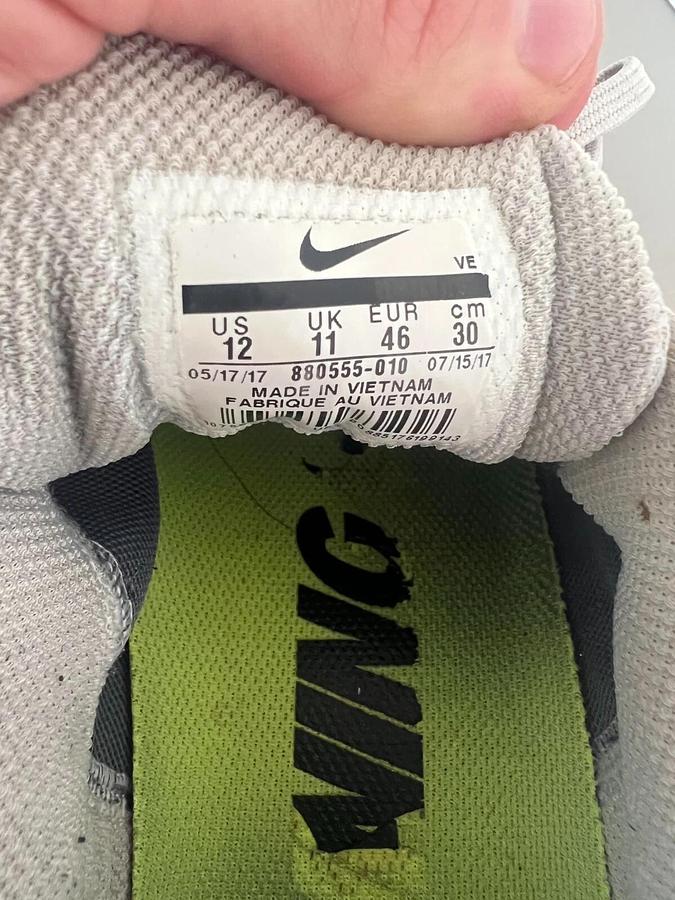 VE
US UK EUR cm
12 11 46 30
05/17/17 880555-010 07/15/17
MADE IN VIETNAM
FABRIQUE AU VIETNAM